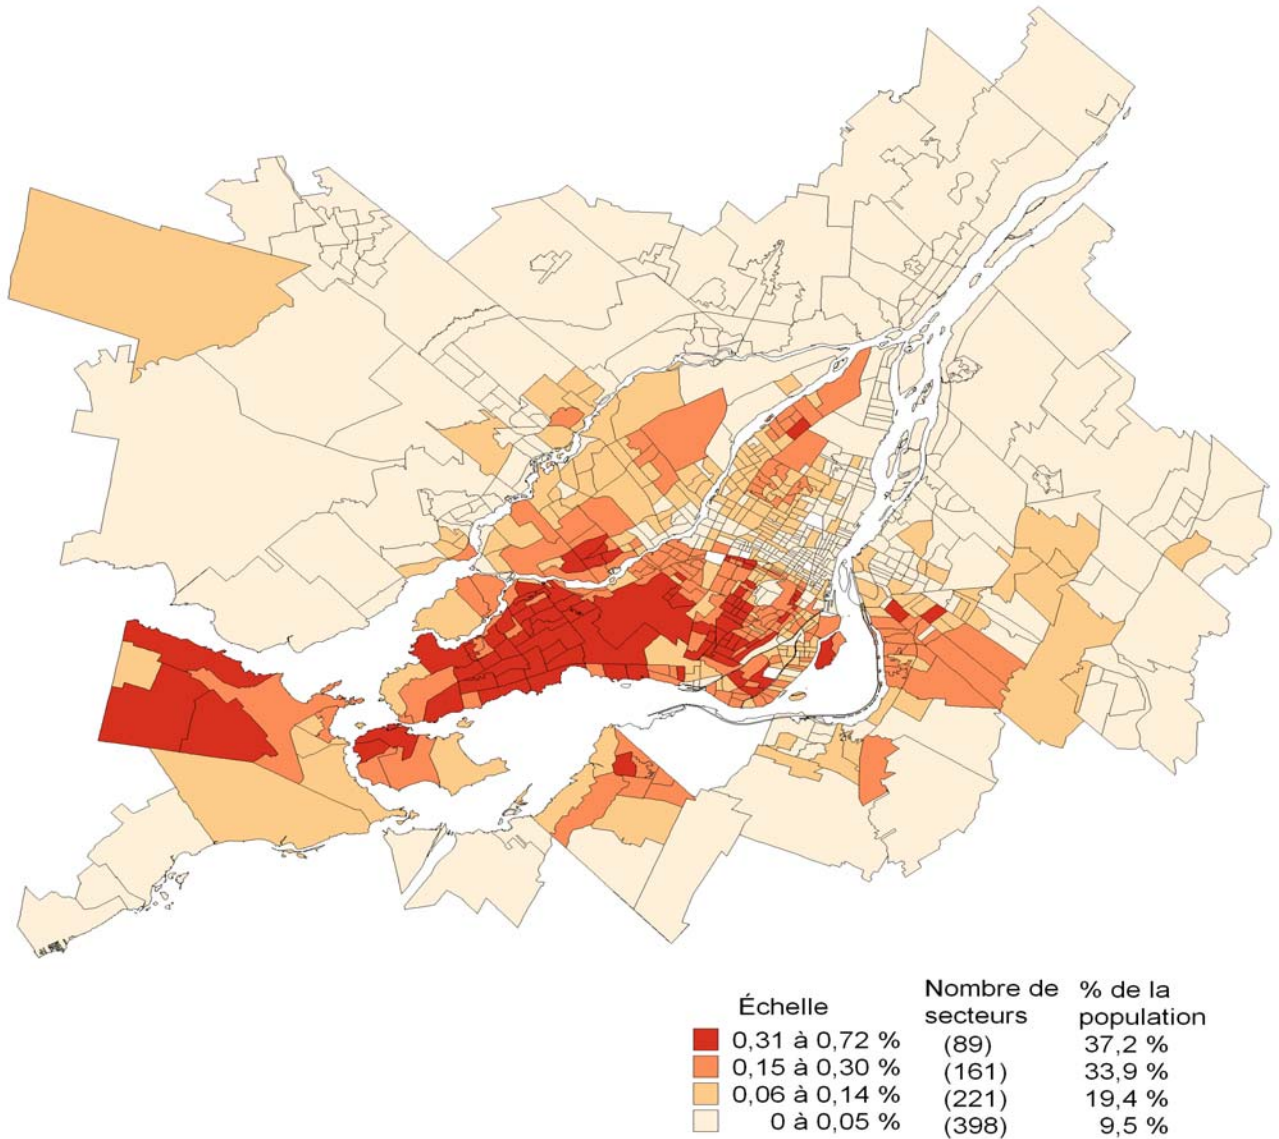 Échelle Nombre de secteurs % de la population
0,31 à 0,72 % (89) 37,2 %
0,15 à 0,30 % (161) 33,9 %
0,06 à 0,14 % (221) 19,4 %
0 à 0,05 % (398) 9,5 %